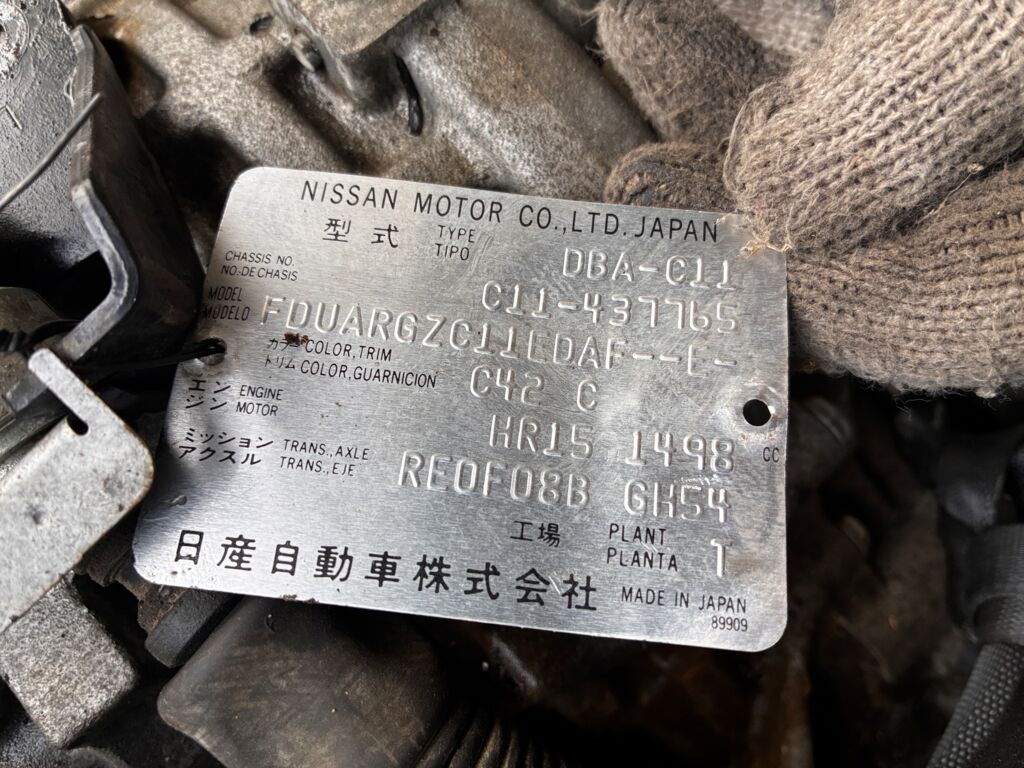 NISSAN MOTOR CO.,LTD. JAPAN
型式 TYPE TIPO DBA-C11
CHASSIS NO. NO.-DE CHASIS C11-437765
MODEL MODELO FDUARGZC11EDAF--E-
カラー COLOR,TRIM トリム COLOR,GUARNICION C42 C
エンジン ENGINE MOTOR HR15 1498 CC
ミッション TRANS.,AXLE アクスル TRANS.,EJE RE0F08B GH54
工場 PLANT PLANTA 1
日産自動車株式会社 MADE IN JAPAN
89909